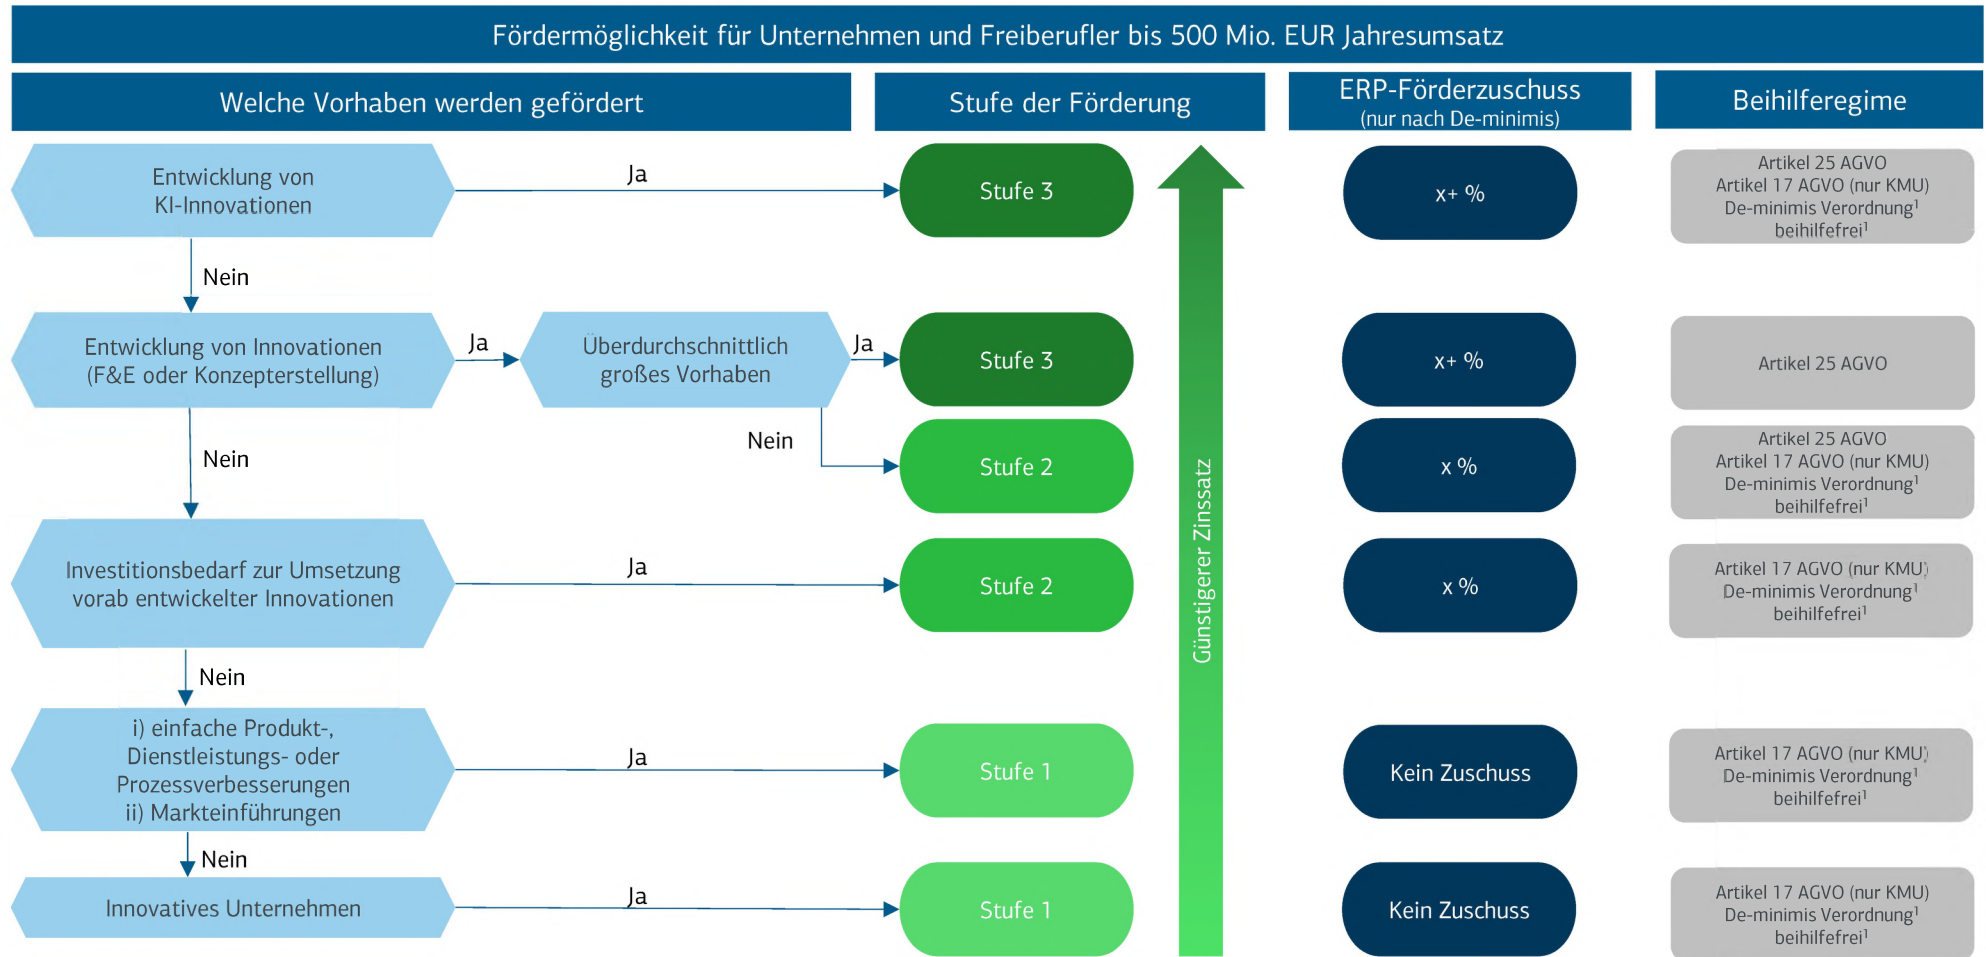 Fördermöglichkeit für Unternehmen und Freiberufler bis 500 Mio. EUR Jahresumsatz
Welche Vorhaben werden gefördert
Stufe der Förderung
ERP-Förderzuschuss
(nur nach De-minimis)
Beihilferegime
Entwicklung von
KI-Innovationen
Ja
Stufe 3
x+ %
Artikel 25 AGVO
Artikel 17 AGVO (nur KMU)
De-minimis Verordnung¹
beihilfefrei¹
Nein
Entwicklung von Innovationen
(F&E oder Konzepterstellung)
Ja
Überdurchschnittlich
großes Vorhaben
Ja
Stufe 3
x+ %
Artikel 25 AGVO
Nein
Stufe 2
x %
Artikel 25 AGVO
Artikel 17 AGVO (nur KMU)
De-minimis Verordnung¹
beihilfefrei¹
Nein
Investitionsbedarf zur Umsetzung
vorab entwickelter Innovationen
Ja
Stufe 2
x %
Artikel 17 AGVO (nur KMU)
De-minimis Verordnung¹
beihilfefrei¹
Günstigerer Zinssatz
Nein
i) einfache Produkt-,
Dienstleistungs- oder
Prozessverbesserungen
ii) Markteinführungen
Ja
Stufe 1
Kein Zuschuss
Artikel 17 AGVO (nur KMU)
De-minimis Verordnung¹
beihilfefrei¹
Nein
Innovatives Unternehmen
Ja
Stufe 1
Kein Zuschuss
Artikel 17 AGVO (nur KMU)
De-minimis Verordnung¹
beihilfefrei¹